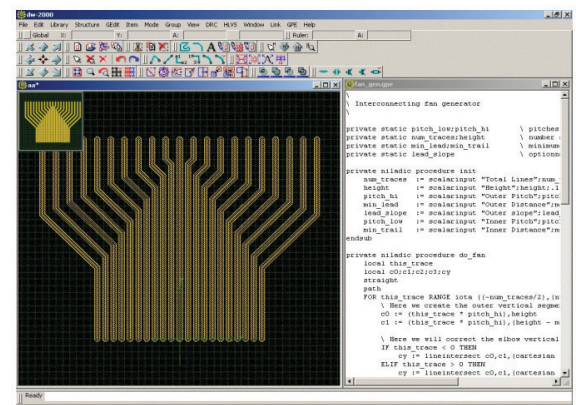 dw-2000
File Edit Library Structure GEdit Item Mode Group View DRC HLVS Window Link GPE Help
Global X: Y: A: Ruler: A:
aa*
fan_gen.gpe
\
\ Interconnecting fan generator
\
private static pitch_low;pitch_hi \ pitches
private static num_traces;height \ number
private static min_lead;min_trail \ minimum
private static lead_slope \ optionn
private niladic procedure init
num_traces := scalarinput "Total Lines";num_
height := scalarinput "Height";height;.1
pitch_hi := scalarinput "Outer Pitch";pitc
min_lead := scalarinput "Outer Distance";m
lead_slope := scalarinput "Outer slope";lead
pitch_low := scalarinput "Inner Pitch";pitc
min_trail := scalarinput "Inner Distance";m
endsub
private niladic procedure do_fan
local this_trace
local c0;c1;c2;c3;cy
straight
path
FOR this_trace RANGE iota ((-num_traces/2),(n
\ Here we create the outer vertical segme
c0 := (this_trace * pitch_hi),height
c1 := (this_trace * pitch_hi),(height - m
\ Here we will correct the elbow vertical
IF this_trace < 0 THEN
cy := lineintersect c0,c1,(cartesian
ELIF this_trace > 0 THEN
cy := lineintersect c0,c1,(cartesian
Ready